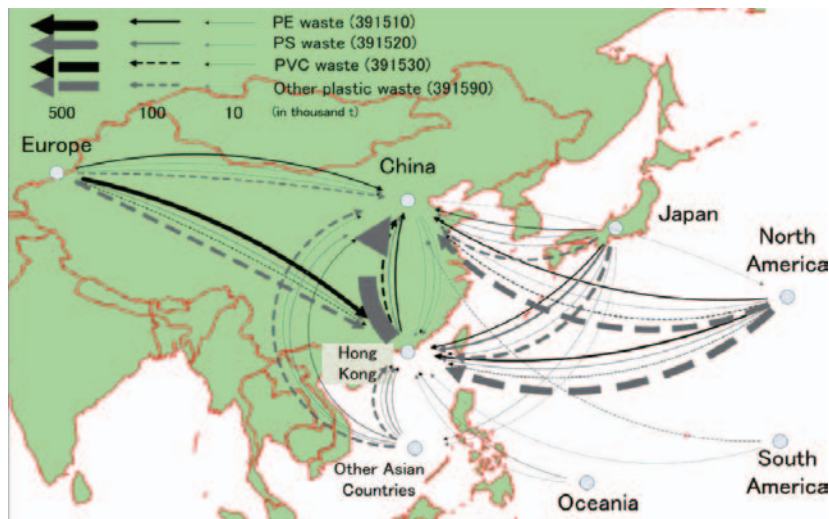 PE waste (391510)
PS waste (391520)
PVC waste (391530)
Other plastic waste (391590)
500 100 10 (in thousand t)
Europe
China
Japan
North
America
Hong
Kong
Other Asian
Countries
Oceania
South
America